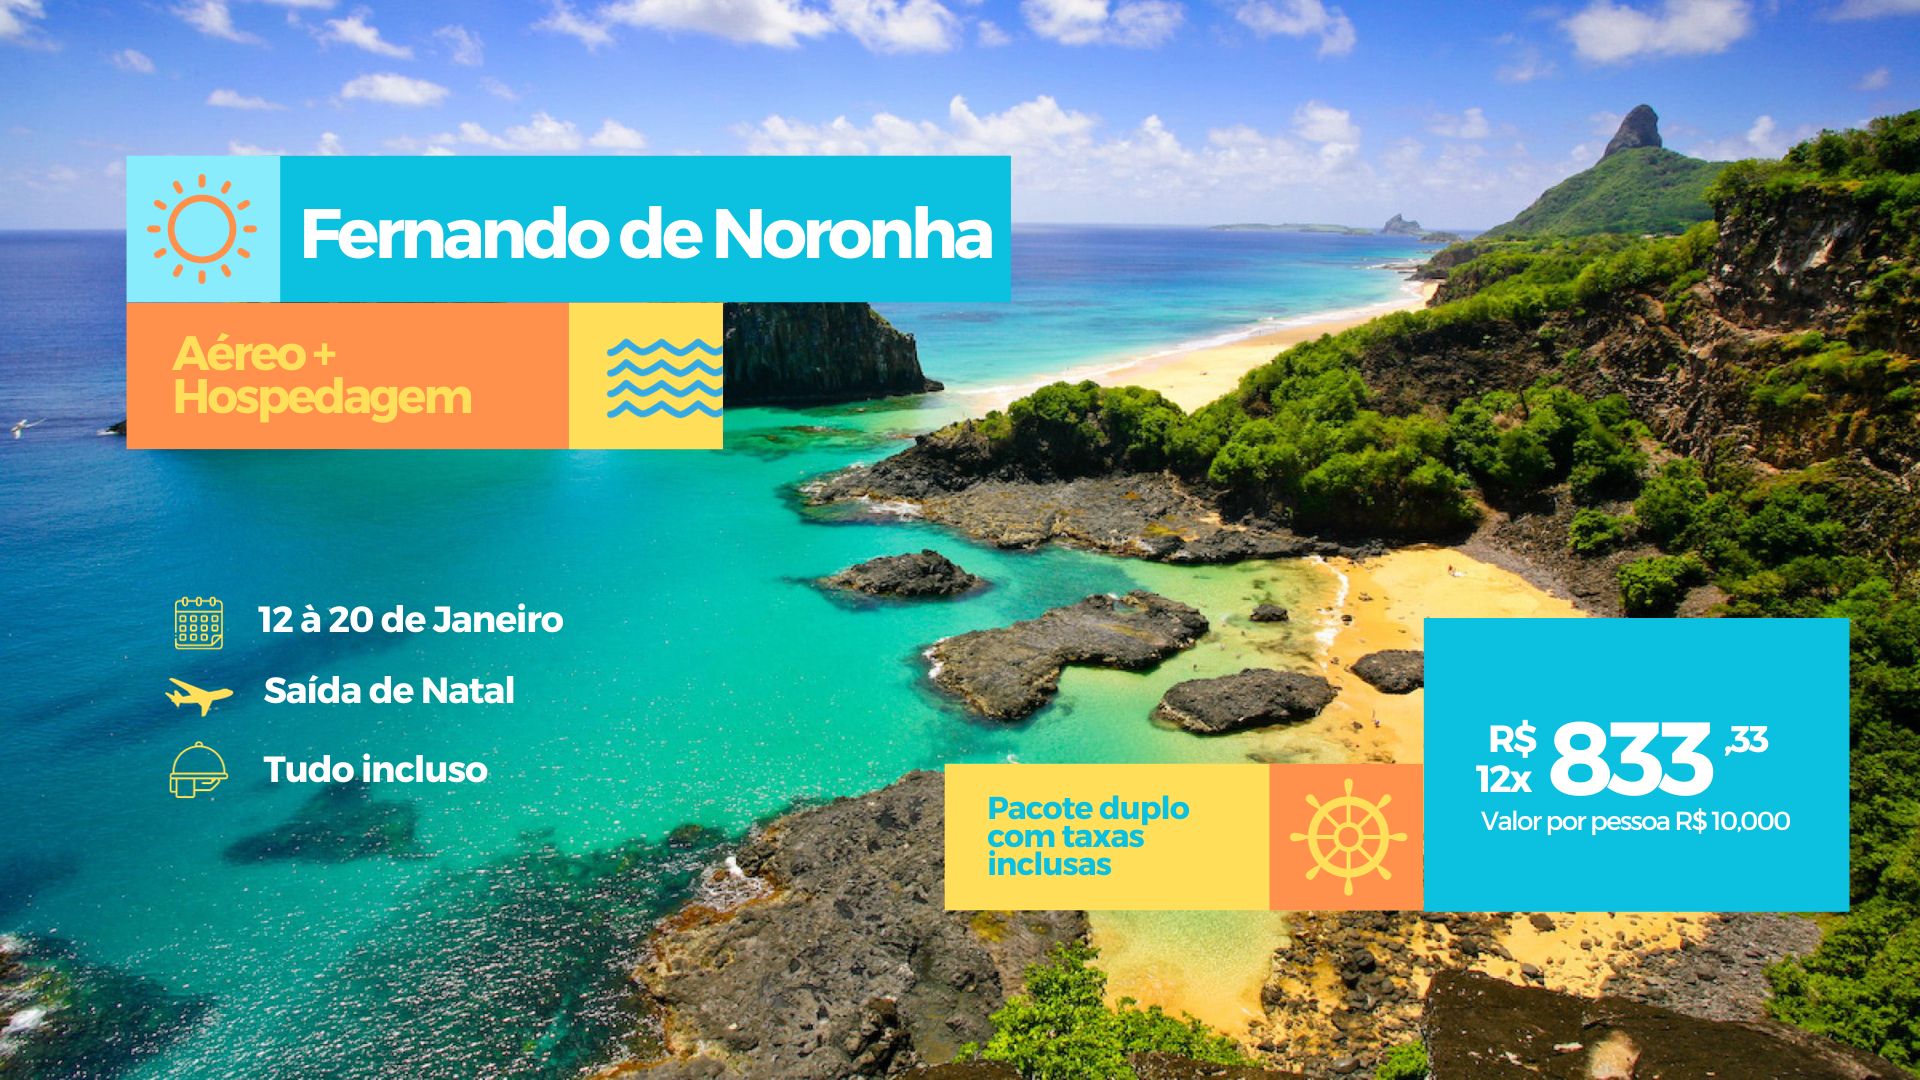 Fernando de Noronha
Aéreo +
Hospedagem
12 à 20 de Janeiro
Saída de Natal
Tudo incluso
Pacote duplo
com taxas
inclusas
R$
12x
833
,33
Valor por pessoa R$ 10,000